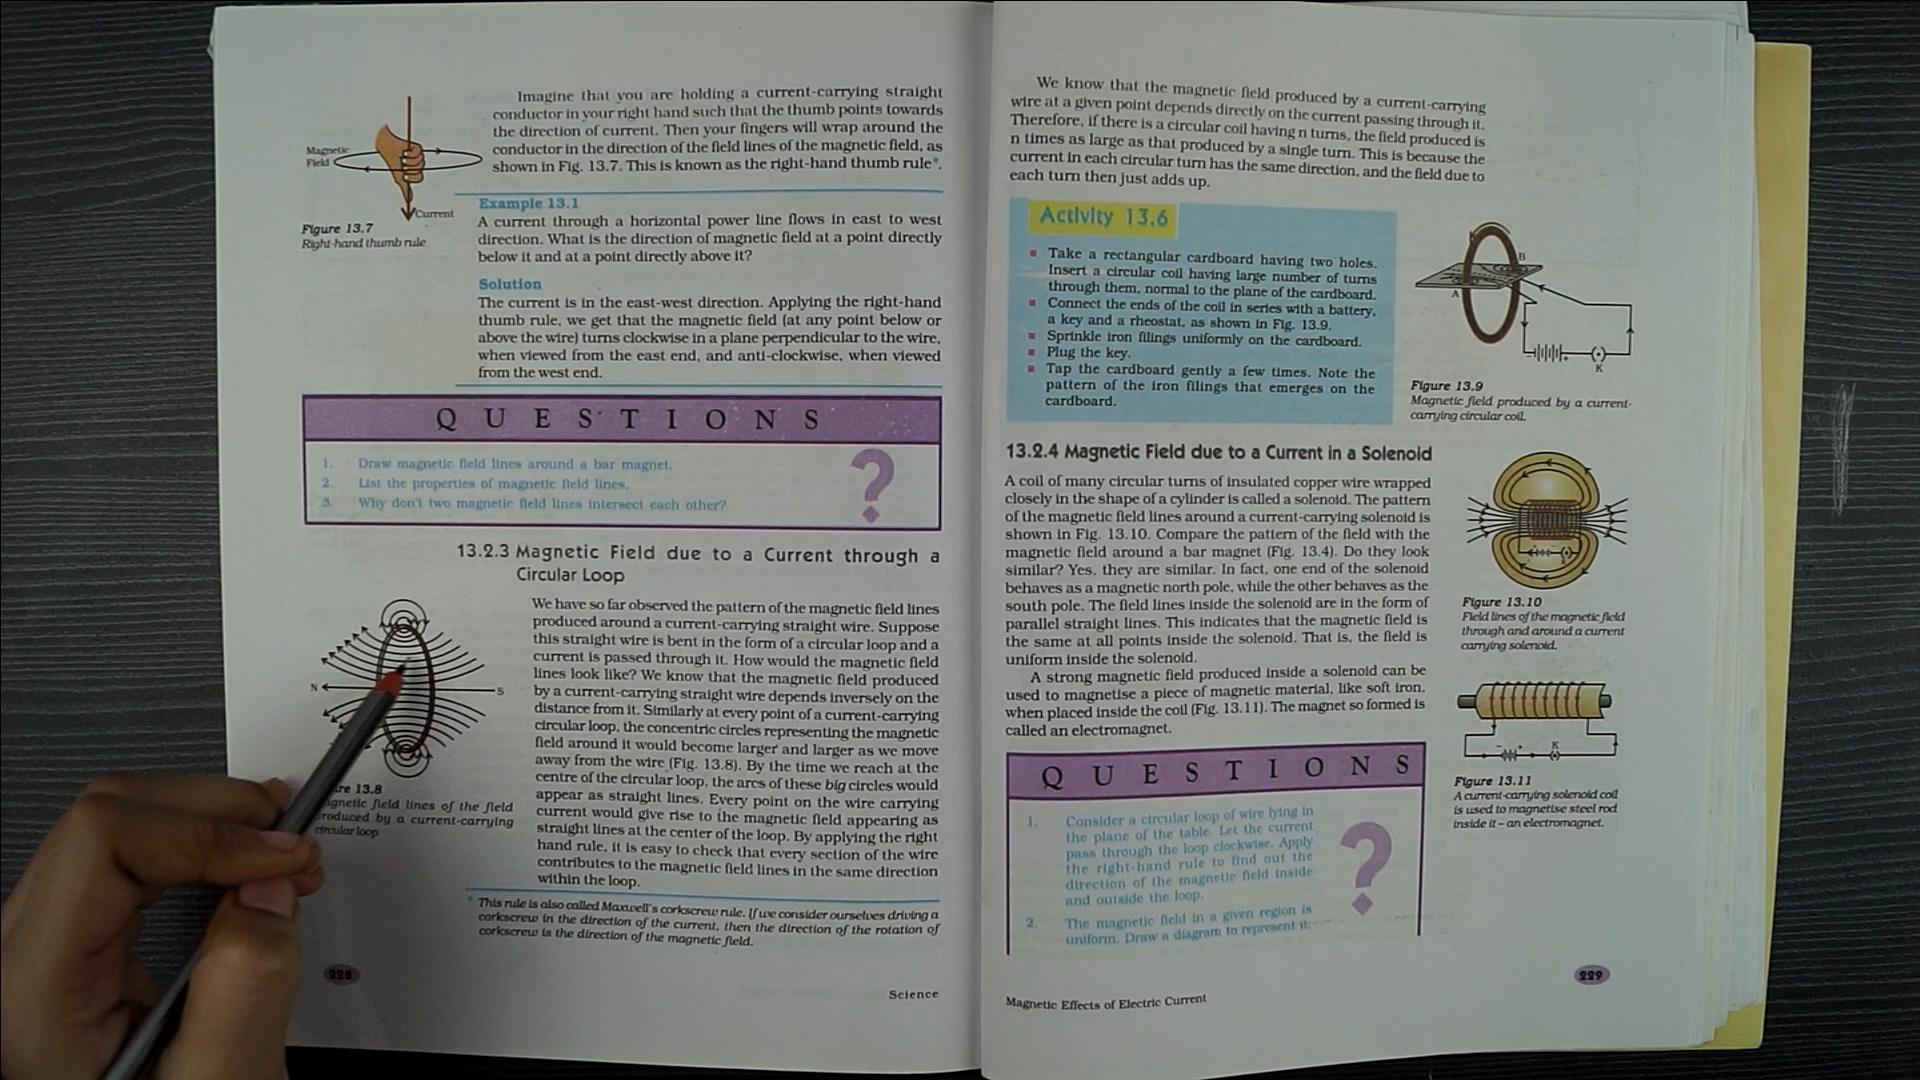 Imagine that you are holding a current-carrying straight
conductor in your right hand such that the thumb points towards
the direction of current. Then your fingers will wrap around the
conductor in the direction of the field lines of the magnetic field, as
shown in Fig. 13.7. This is known as the right-hand thumb rule*.
Magnetic
Field
Current
Figure 13.7
Right-hand thumb rule
Example 13.1
A current through a horizontal power line flows in east to west
direction. What is the direction of magnetic field at a point directly
below it and at a point directly above it?
Solution
The current is in the east-west direction. Applying the right-hand
thumb rule, we get that the magnetic field (at any point below or
above the wire) turns clockwise in a plane perpendicular to the wire,
when viewed from the east end, and anti-clockwise, when viewed
from the west end.
QUESTIONS
1. Draw magnetic field lines around a bar magnet.
2. List the properties of magnetic field lines.
3. Why don't two magnetic field lines intersect each other?
?
13.2.3 Magnetic Field due to a Current through a
Circular Loop
We have so far observed the pattern of the magnetic field lines
produced around a current-carrying straight wire. Suppose
this straight wire is bent in the form of a circular loop and a
current is passed through it. How would the magnetic field
lines look like? We know that the magnetic field produced
by a current-carrying straight wire depends inversely on the
distance from it. Similarly at every point of a current-carrying
circular loop, the concentric circles representing the magnetic
field around it would become larger and larger as we move
away from the wire (Fig. 13.8). By the time we reach at the
centre of the circular loop, the arcs of these big circles would
appear as straight lines. Every point on the wire carrying
current would give rise to the magnetic field appearing as
straight lines at the center of the loop. By applying the right
hand rule, it is easy to check that every section of the wire
contributes to the magnetic field lines in the same direction
within the loop.
N
S
re 13.8
gnetic field lines of the field
roduced by a current-carrying
circular loop
* This rule is also called Maxwell's corkscrew rule. If we consider ourselves driving a
corkscrew in the direction of the current, then the direction of the rotation of
corkscrew is the direction of the magnetic field.
228
Science
We know that the magnetic field produced by a current-carrying
wire at a given point depends directly on the current passing through it.
Therefore, if there is a circular coil having n turns, the field produced is
n times as large as that produced by a single turn. This is because the
current in each circular turn has the same direction, and the field due to
each turn then just adds up.
Activity 13.6
Take a rectangular cardboard having two holes.
Insert a circular coil having large number of turns
through them, normal to the plane of the cardboard.
Connect the ends of the coil in series with a battery,
a key and a rheostat, as shown in Fig. 13.9.
Sprinkle iron filings uniformly on the cardboard.
Plug the key.
Tap the cardboard gently a few times. Note the
pattern of the iron filings that emerges on the
cardboard.
B
A
K
Figure 13.9
Magnetic field produced by a current-
carrying circular coil.
13.2.4 Magnetic Field due to a Current in a Solenoid
A coil of many circular turns of insulated copper wire wrapped
closely in the shape of a cylinder is called a solenoid. The pattern
of the magnetic field lines around a current-carrying solenoid is
shown in Fig. 13.10. Compare the pattern of the field with the
magnetic field around a bar magnet (Fig. 13.4). Do they look
similar? Yes, they are similar. In fact, one end of the solenoid
behaves as a magnetic north pole, while the other behaves as the
south pole. The field lines inside the solenoid are in the form of
parallel straight lines. This indicates that the magnetic field is
the same at all points inside the solenoid. That is, the field is
uniform inside the solenoid.
A strong magnetic field produced inside a solenoid can be
used to magnetise a piece of magnetic material, like soft iron,
when placed inside the coil (Fig. 13.11). The magnet so formed is
called an electromagnet.
Figure 13.10
Field lines of the magnetic field
through and around a current
carrying solenoid.
K
Figure 13.11
A current-carrying solenoid coil
is used to magnetise steel rod
inside it – an electromagnet.
QUESTIONS
1. Consider a circular loop of wire lying in
the plane of the table. Let the current
pass through the loop clockwise. Apply
the right-hand rule to find out the
direction of the magnetic field inside
and outside the loop.
2. The magnetic field in a given region is
uniform. Draw a diagram to represent it.
?
229
Magnetic Effects of Electric Current